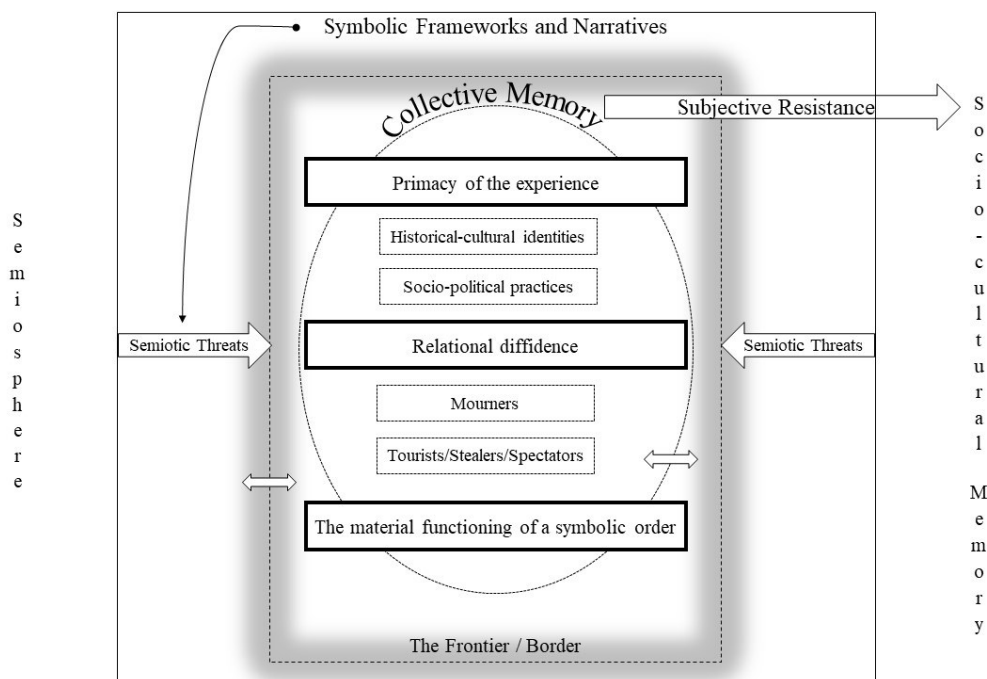 Symbolic Frameworks and Narratives
Collective Memory
Subjective Resistance
Primacy of the experience
Historical-cultural identities
Socio-political practices
Semiotic Threats
Relational diffidence
Semiotic Threats
Mourners
Tourists/Stealers/Spectators
The material functioning of a symbolic order
The Frontier / Border
Semiosphere
Socio-cultural Memory